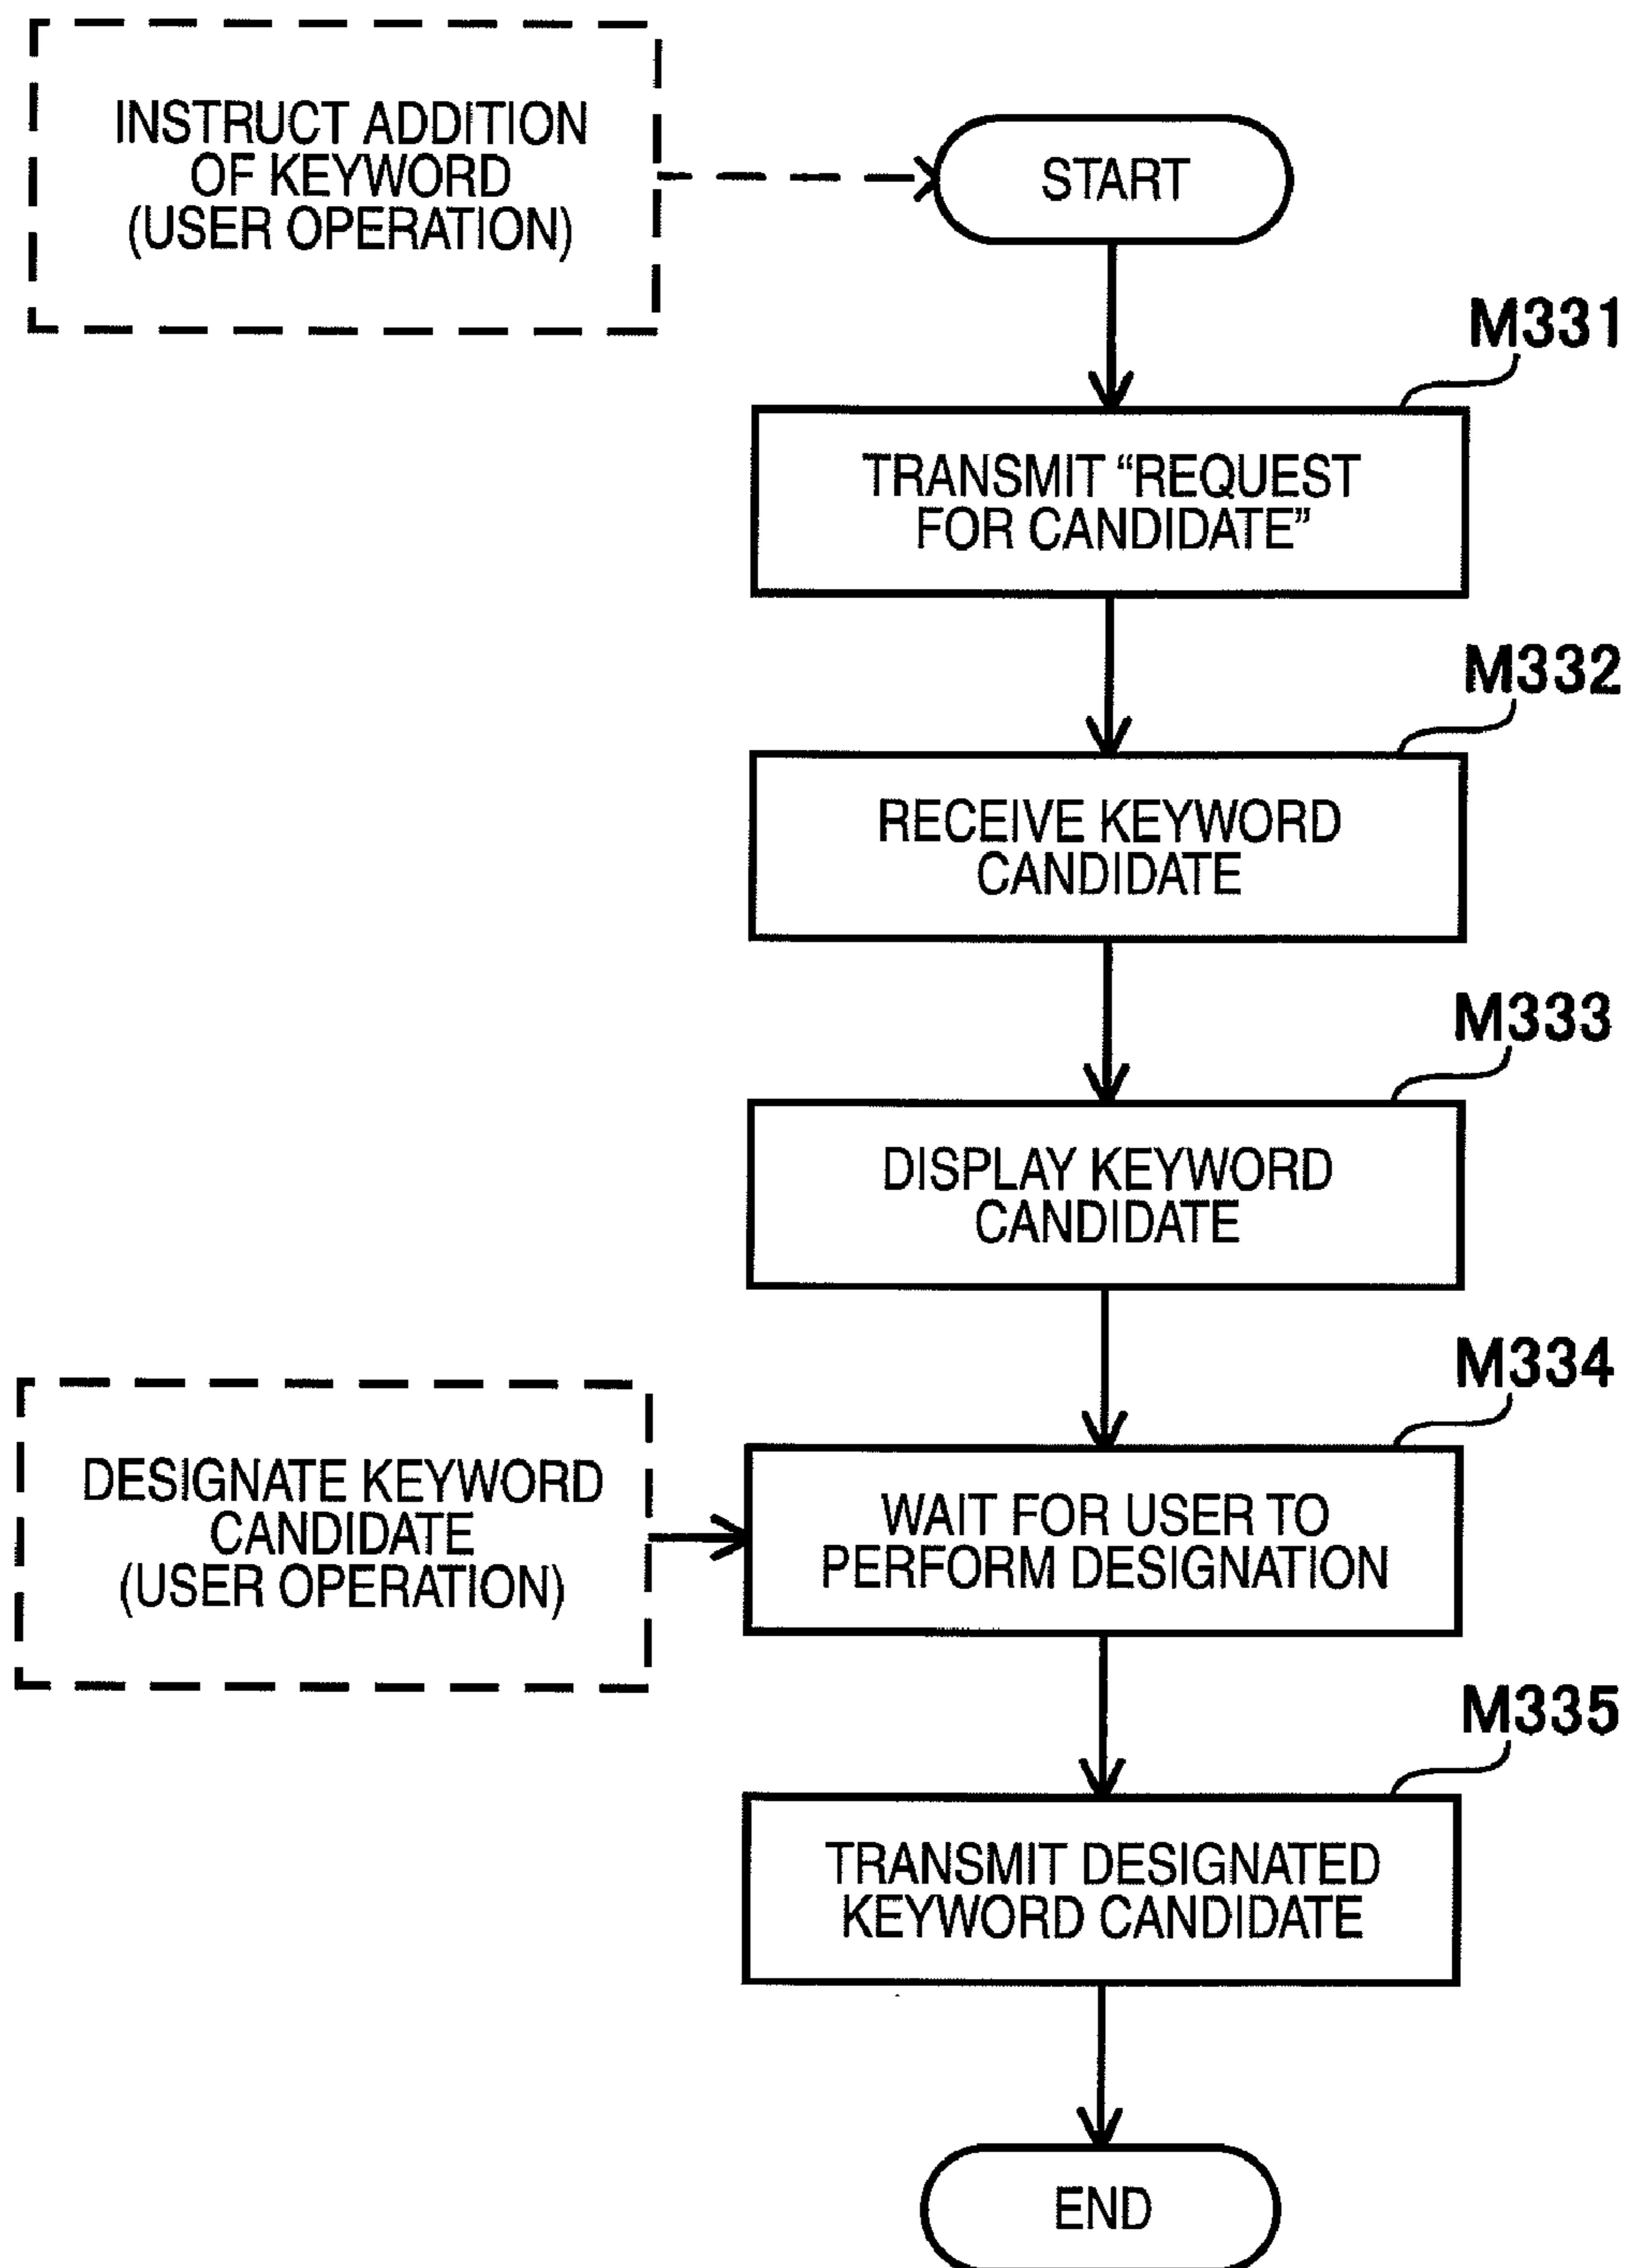 INSTRUCT ADDITION
OF KEYWORD
(USER OPERATION)
START
M331
TRANSMIT “REQUEST
FOR CANDIDATE”
M332
RECEIVE KEYWORD
CANDIDATE
M333
DISPLAY KEYWORD
CANDIDATE
M334
DESIGNATE KEYWORD
CANDIDATE
(USER OPERATION)
WAIT FOR USER TO
PERFORM DESIGNATION
M335
TRANSMIT DESIGNATED
KEYWORD CANDIDATE
END